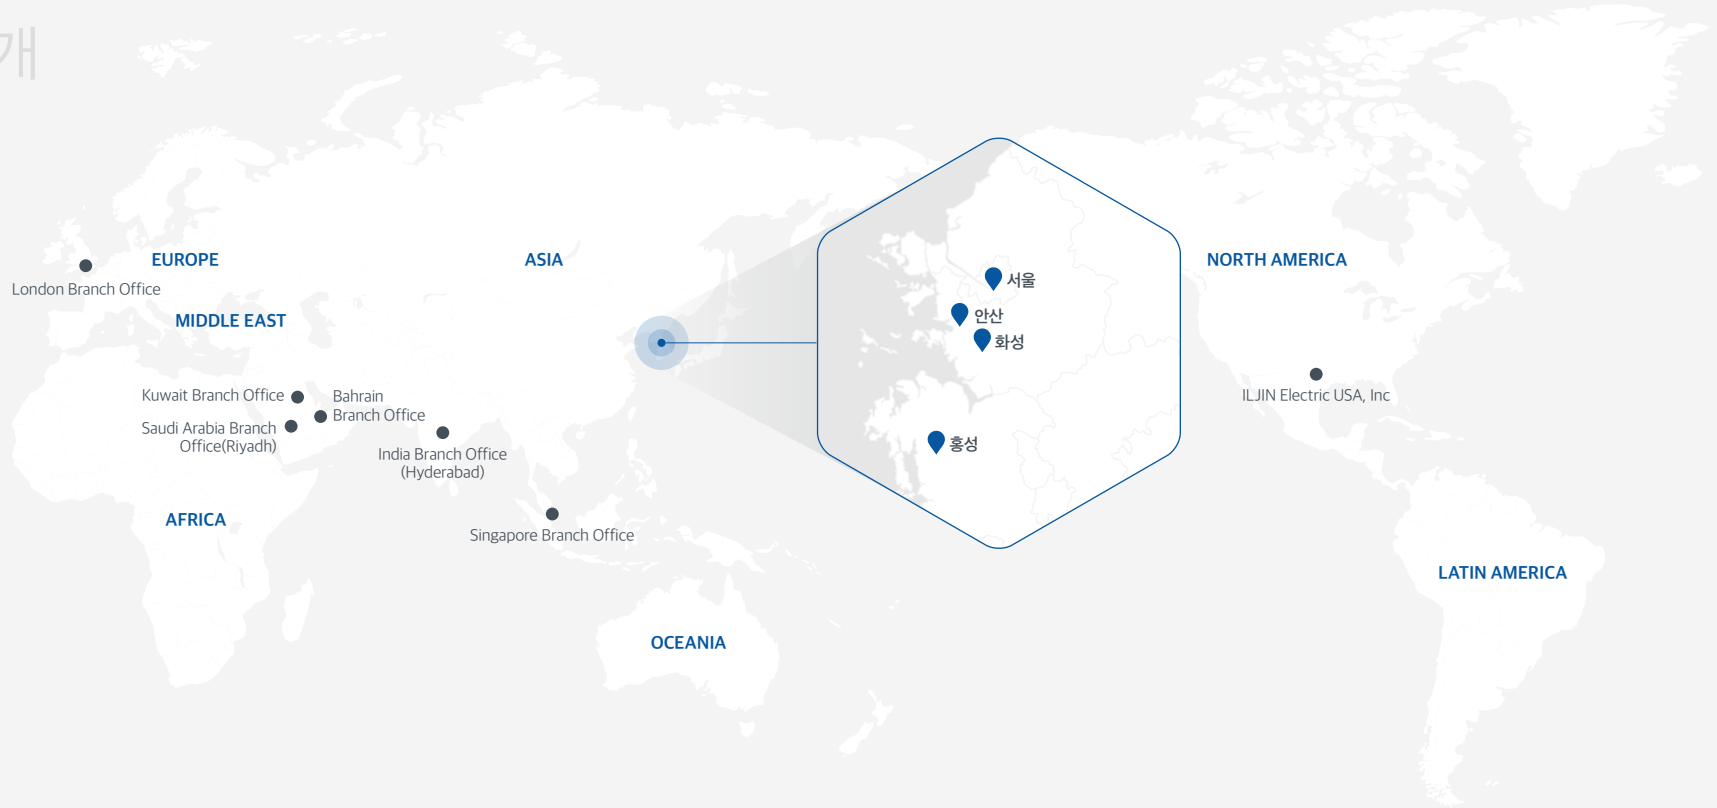 개
EUROPE
ASIA
NORTH AMERICA
London Branch Office
MIDDLE EAST
서울
안산
화성
홍성
Kuwait Branch Office
Bahrain
Branch Office
Saudi Arabia Branch
Office(Riyadh)
India Branch Office
(Hyderabad)
ILJIN Electric USA, Inc
AFRICA
Singapore Branch Office
LATIN AMERICA
OCEANIA